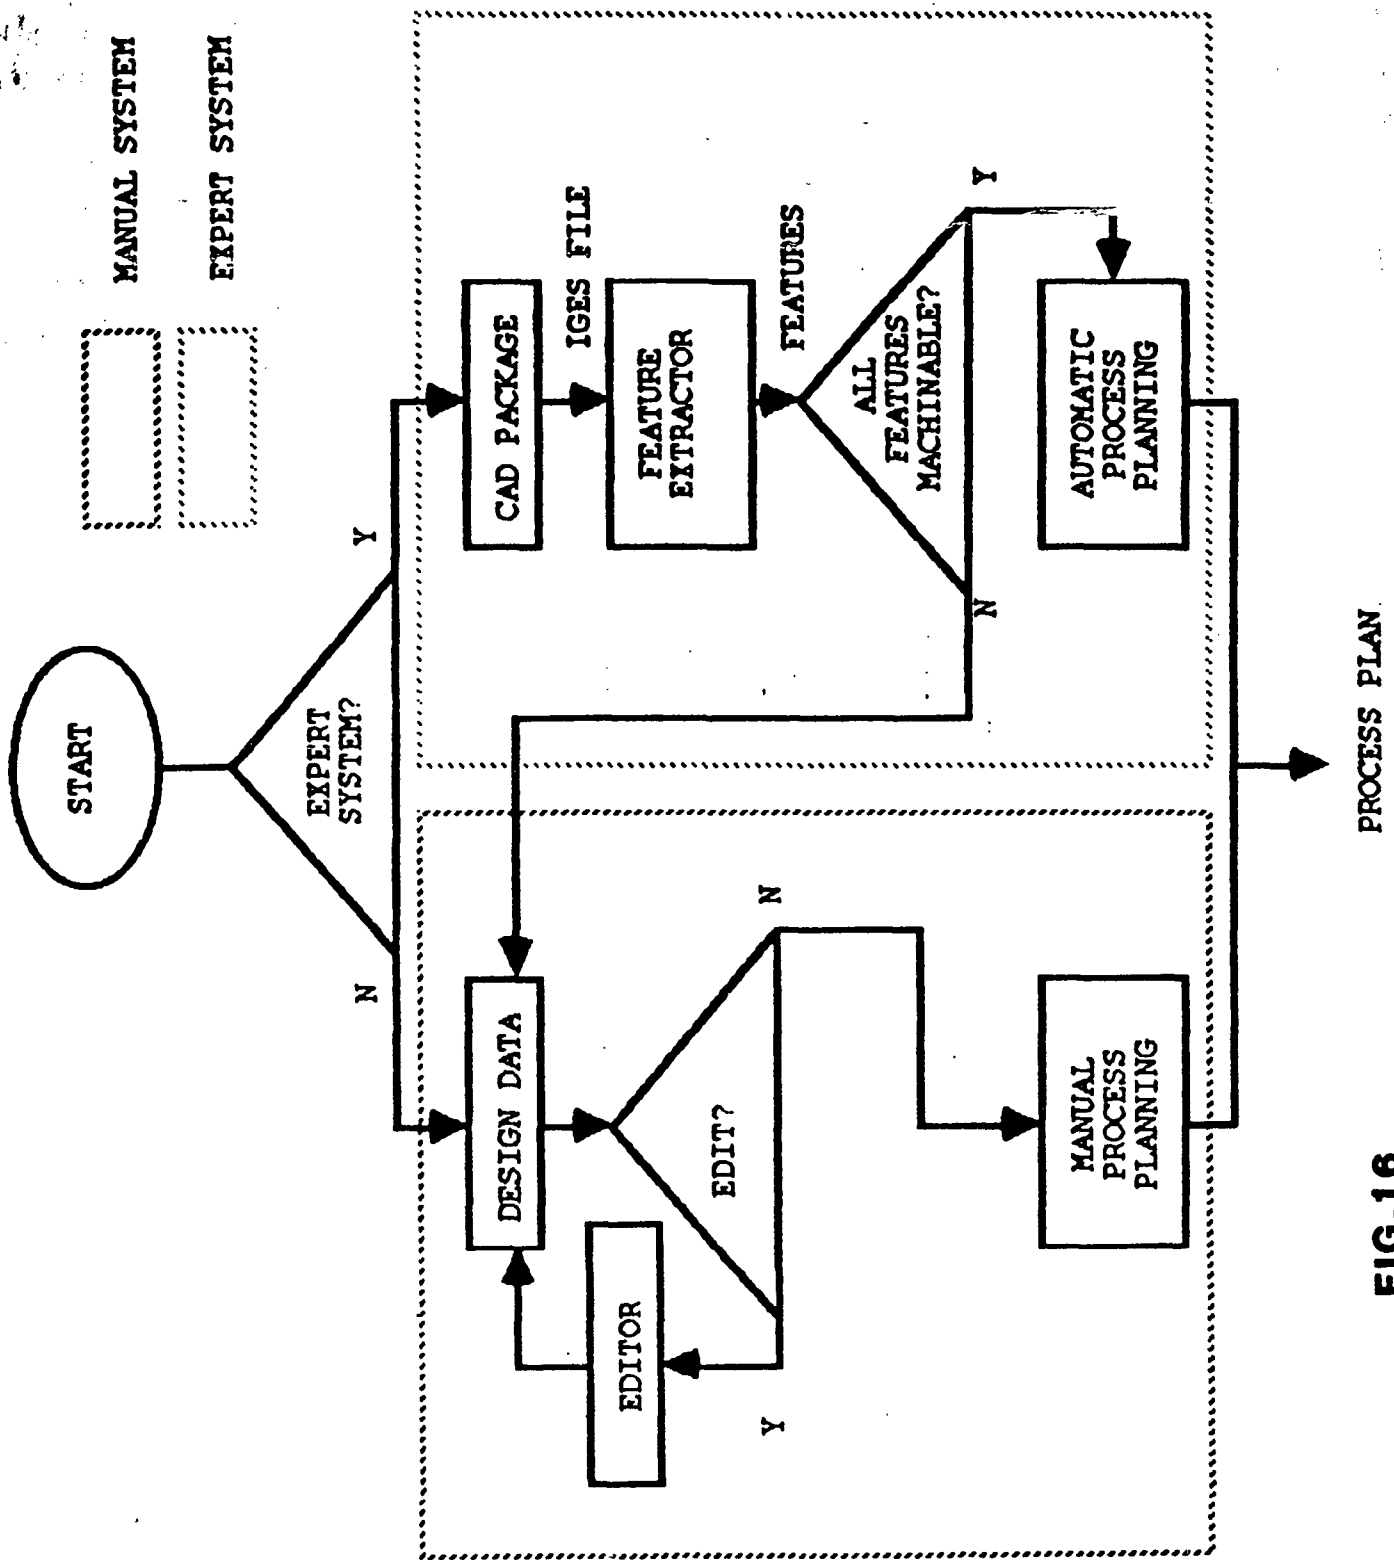 START
MANUAL SYSTEM
EXPERT SYSTEM
EXPERT
SYSTEM?
N
Y
DESIGN DATA
CAD PACKAGE
IGES FILE
EDITOR
FEATURE
EXTRACTOR
EDIT?
Y
N
FEATURES
ALL
FEATURES
MACHINABLE?
N
Y
MANUAL
PROCESS
PLANNING
AUTOMATIC
PROCESS
PLANNING
PROCESS PLAN
FIG-16